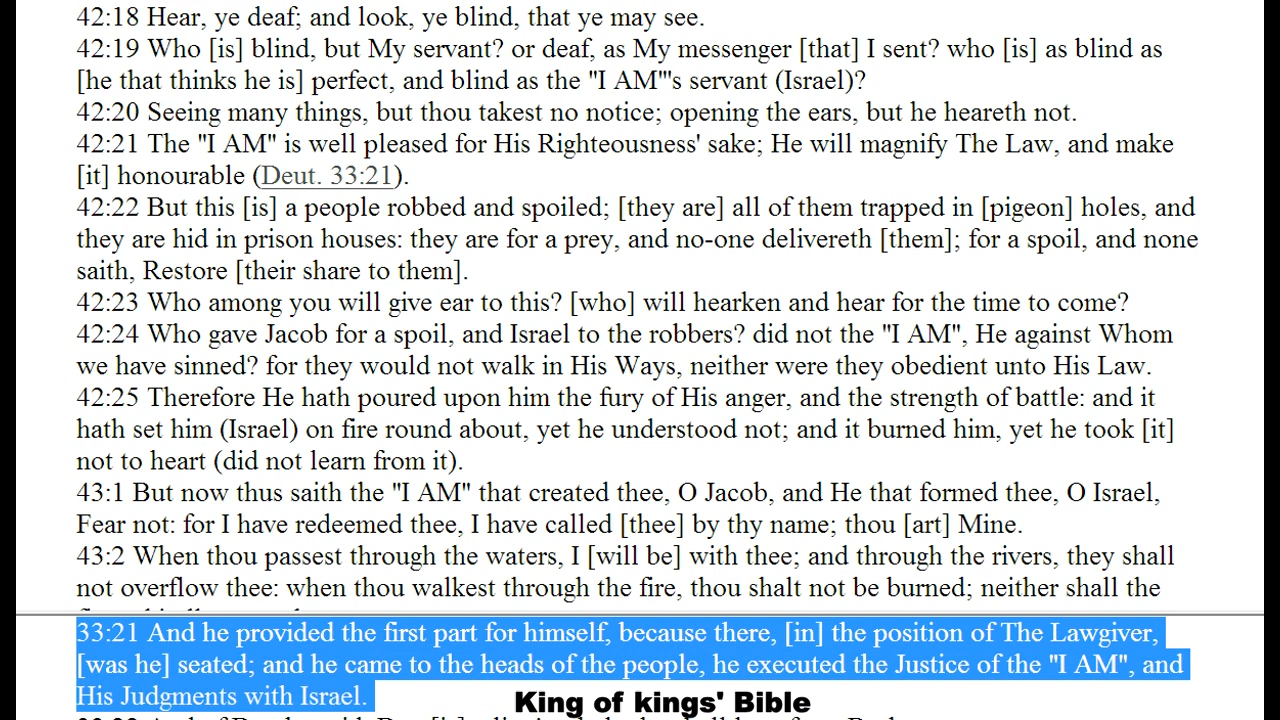 42:18 Hear, ye deaf; and look, ye blind, that ye may see.
42:19 Who [is] blind, but My servant? or deaf, as My messenger [that] I sent? who [is] as blind as
[he that thinks he is] perfect, and blind as the "I AM"'s servant (Israel)?
42:20 Seeing many things, but thou takest no notice; opening the ears, but he heareth not.
42:21 The "I AM" is well pleased for His Righteousness' sake; He will magnify The Law, and make
[it] honourable (Deut. 33:21).
42:22 But this [is] a people robbed and spoiled; [they are] all of them trapped in [pigeon] holes, and
they are hid in prison houses: they are for a prey, and no-one delivereth [them]; for a spoil, and none
saith, Restore [their share to them].
42:23 Who among you will give ear to this? [who] will hearken and hear for the time to come?
42:24 Who gave Jacob for a spoil, and Israel to the robbers? did not the "I AM", He against Whom
we have sinned? for they would not walk in His Ways, neither were they obedient unto His Law.
42:25 Therefore He hath poured upon him the fury of His anger, and the strength of battle: and it
hath set him (Israel) on fire round about, yet he understood not; and it burned him, yet he took [it]
not to heart (did not learn from it).
43:1 But now thus saith the "I AM" that created thee, O Jacob, and He that formed thee, O Israel,
Fear not: for I have redeemed thee, I have called [thee] by thy name; thou [art] Mine.
43:2 When thou passest through the waters, I [will be] with thee; and through the rivers, they shall
not overflow thee: when thou walkest through the fire, thou shalt not be burned; neither shall the
33:21 And he provided the first part for himself, because there, [in] the position of The Lawgiver,
[was he] seated; and he came to the heads of the people, he executed the Justice of the "I AM", and
His Judgments with Israel.
King of kings' Bible